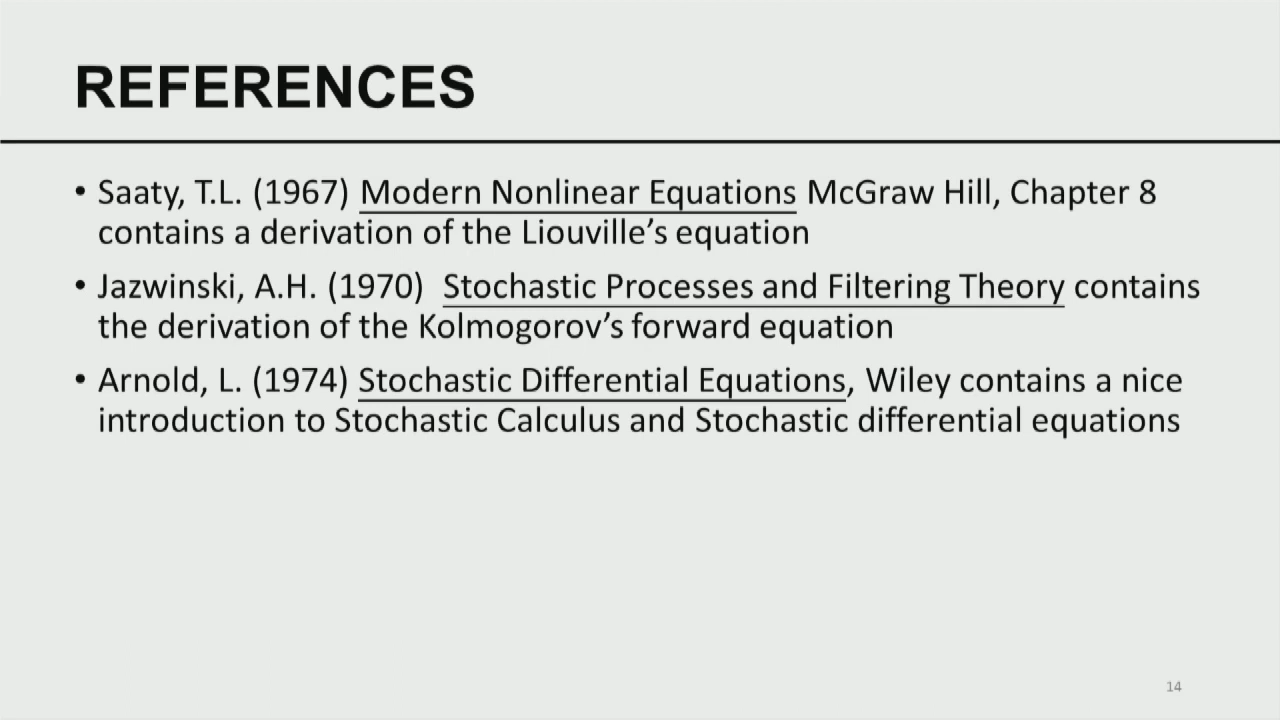 REFERENCES
• Saaty, T.L. (1967) Modern Nonlinear Equations McGraw Hill, Chapter 8
contains a derivation of the Liouville's equation
• Jazwinski, A.H. (1970)  Stochastic Processes and Filtering Theory contains
the derivation of the Kolmogorov's forward equation
• Arnold, L. (1974) Stochastic Differential Equations, Wiley contains a nice
introduction to Stochastic Calculus and Stochastic differential equations
14